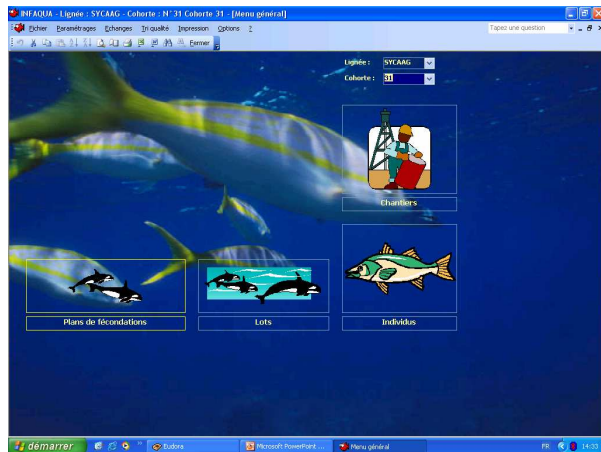 INFAQUA - Lignée : SYCAAG - Cohorte : N°31 Cohorte 31 - [Menu général]
Fichier Paramétrages Echanges Tri qualité Impression Options ?
Tapez une question
Fermer
Lignée : SYCAAG
Cohorte : 31
Chantiers
Plans de fécondations
Lots
Individus
démarrer
Eudora
Microsoft PowerPoint ...
Menu général
FR
14:33